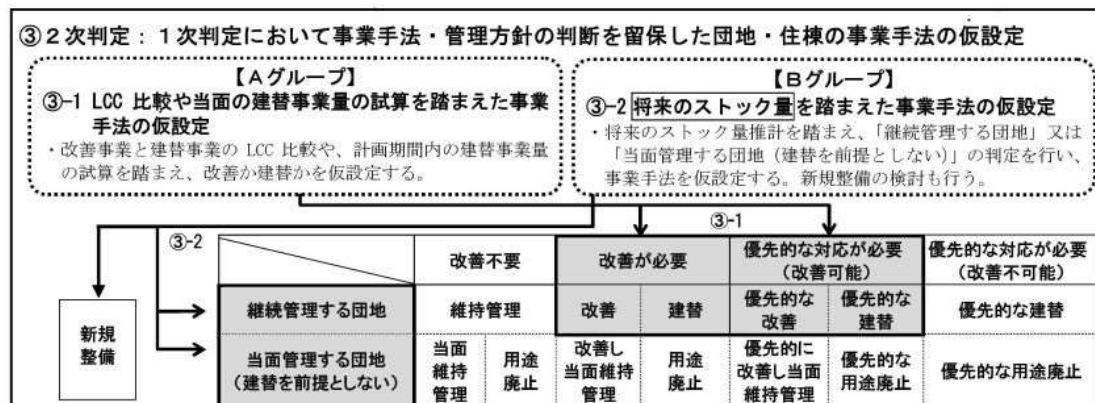 ③２次判定：１次判定において事業手法・管理方針の判断を留保した団地・住棟の事業手法の仮設定
【Ａグループ】
③-1 LCC 比較や当面の建替事業量の試算を踏まえた事業
手法の仮設定
・改善事業と建替事業の LCC 比較や、計画期間内の建替事業量
の試算を踏まえ、改善か建替かを仮設定する。
【Ｂグループ】
③-2 将来のストック量を踏まえた事業手法の仮設定
・将来のストック量推計を踏まえ、「継続管理する団地」又は
「当面管理する団地（建替を前提としない）」の判定を行い、
事業手法を仮設定する。新規整備の検討も行う。
③-2
③-1
新規
整備
改善不要
改善が必要
優先的な対応が必要
（改善可能）
優先的な対応が必要
（改善不可能）
継続管理する団地
維持管理
改善
建替
優先的な
改善
優先的な
建替
優先的な建替
当面管理する団地
（建替を前提としない）
当面
維持
管理
用途
廃止
改善し
当面維持
管理
用途
廃止
優先的に
改善し当面
維持管理
優先的な
用途廃止
優先的な用途廃止